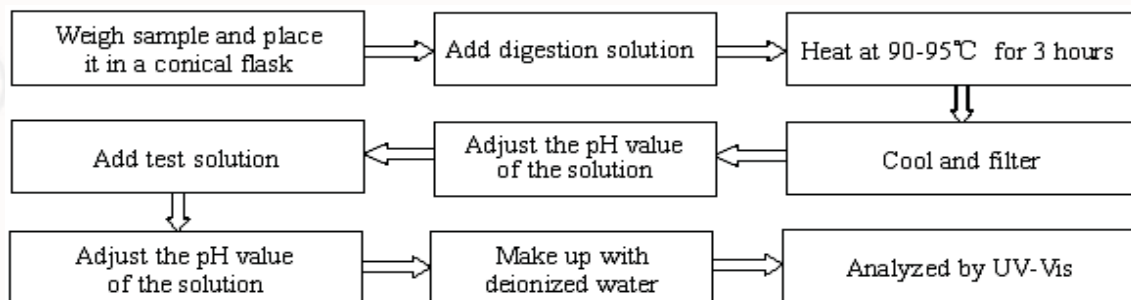 Weigh sample and place
it in a conical flask
Add digestion solution
Heat at 90-95℃ for 3 hours
Cool and filter
Adjust the pH value
of the solution
Add test solution
Adjust the pH value
of the solution
Make up with
deionized water
Analyzed by UV-Vis